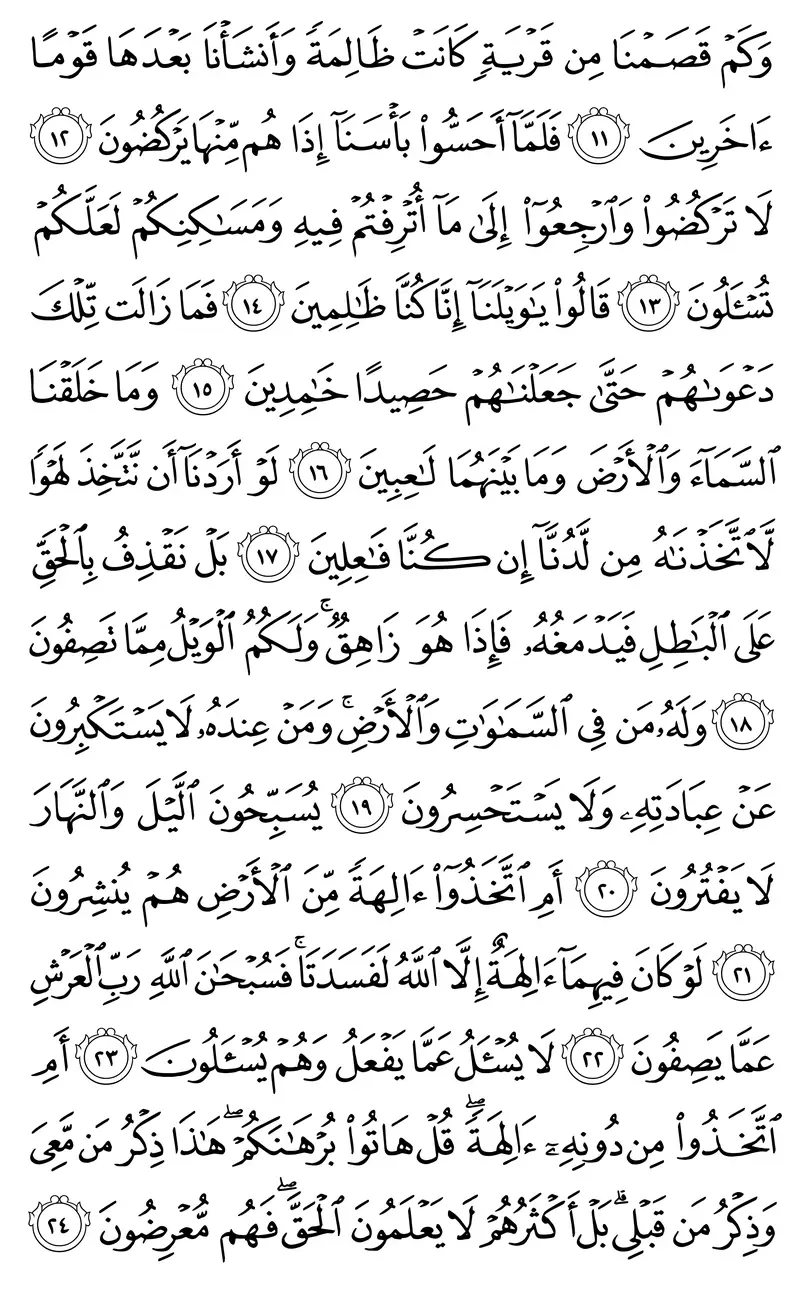 وَكَمۡ قَصَمۡنَا مِن قَرۡيَةٖ كَانَتۡ ظَالِمَةٗ وَأَنشَأۡنَا بَعۡدَهَا قَوۡمًا
ءَاخَرِينَ ١١ فَلَمَّآ أَحَسُّواْ بَأۡسَنَآ إِذَا هُم مِّنۡهَا يَرۡكُضُونَ ١٢
لَا تَرۡكُضُواْ وَٱرۡجِعُوٓاْ إِلَىٰ مَآ أُتۡرِفۡتُمۡ فِيهِ وَمَسَٰكِنِكُمۡ لَعَلَّكُمۡ
تُسۡـَٔلُونَ ١٣ قَالُواْ يَٰوَيۡلَنَآ إِنَّا كُنَّا ظَٰلِمِينَ ١٤ فَمَا زَالَت تِّلۡكَ
دَعۡوَىٰهُمۡ حَتَّىٰ جَعَلۡنَٰهُمۡ حَصِيدًا خَٰمِدِينَ ١٥ وَمَا خَلَقۡنَا
ٱلسَّمَآءَ وَٱلۡأَرۡضَ وَمَا بَيۡنَهُمَا لَٰعِبِينَ ١٦ لَوۡ أَرَدۡنَآ أَن نَّتَّخِذَ لَهۡوٗا
لَّٱتَّخَذۡنَٰهُ مِن لَّدُنَّآ إِن كُنَّا فَٰعِلِينَ ١٧ بَلۡ نَقۡذِفُ بِٱلۡحَقِّ
عَلَى ٱلۡبَٰطِلِ فَيَدۡمَغُهُۥ فَإِذَا هُوَ زَاهِقٞۚ وَلَكُمُ ٱلۡوَيۡلُ مِمَّا تَصِفُونَ
١٨ وَلَهُۥ مَن فِي ٱلسَّمَٰوَٰتِ وَٱلۡأَرۡضِۚ وَمَنۡ عِندَهُۥ لَا يَسۡتَكۡبِرُونَ
عَنۡ عِبَادَتِهِۦ وَلَا يَسۡتَحۡسِرُونَ ١٩ يُسَبِّحُونَ ٱلَّيۡلَ وَٱلنَّهَارَ
لَا يَفۡتُرُونَ ٢٠ أَمِ ٱتَّخَذُوٓاْ ءَالِهَةٗ مِّنَ ٱلۡأَرۡضِ هُمۡ يُنشِرُونَ
٢١ لَوۡ كَانَ فِيهِمَآ ءَالِهَةٌ إِلَّا ٱللَّهُ لَفَسَدَتَاۚ فَسُبۡحَٰنَ ٱللَّهِ رَبِّ ٱلۡعَرۡشِ
عَمَّا يَصِفُونَ ٢٢ لَا يُسۡـَٔلُ عَمَّا يَفۡعَلُ وَهُمۡ يُسۡـَٔلُونَ ٢٣ أَمِ
ٱتَّخَذُواْ مِن دُونِهِۦٓ ءَالِهَةٗۖ قُلۡ هَاتُواْ بُرۡهَٰنَكُمۡۖ هَٰذَا ذِكۡرُ مَن مَّعِيَ
وَذِكۡرُ مَن قَبۡلِيۚ بَلۡ أَكۡثَرُهُمۡ لَا يَعۡلَمُونَ ٱلۡحَقَّۖ فَهُم مُّعۡرِضُونَ ٢٤